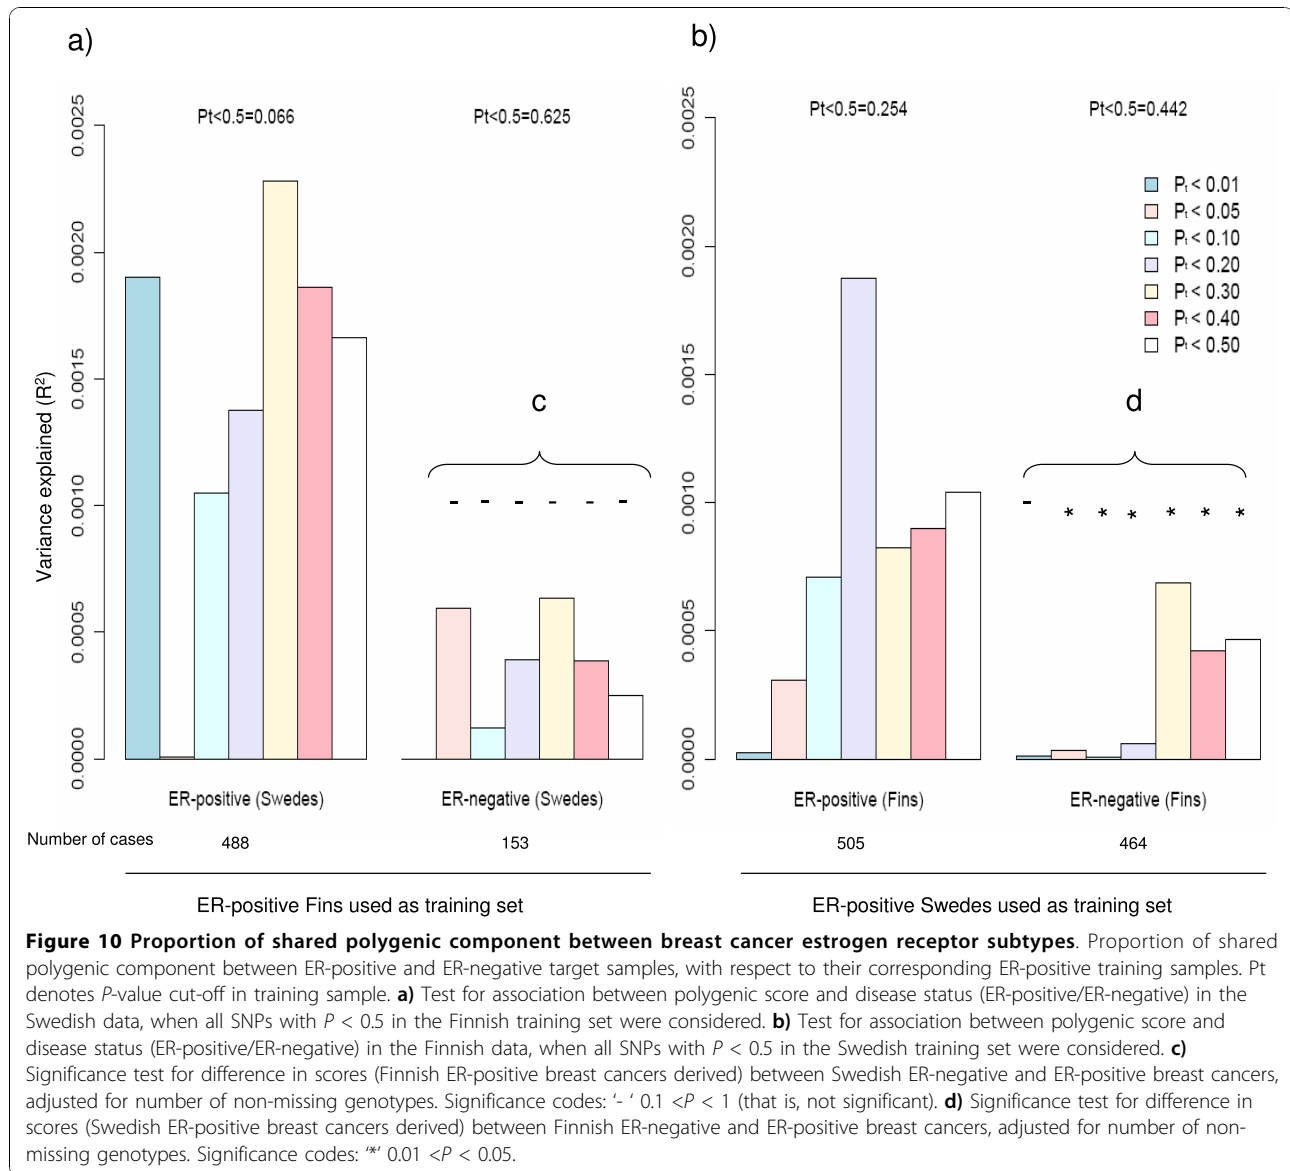 a)
b)
Pt<0.5=0.066
Pt<0.5=0.625
Pt<0.5=0.254
Pt<0.5=0.442
Variance explained (R²)
0.0025
0.0020
0.0015
0.0010
0.0005
0.0000
0.0025
0.0020
0.0015
0.0010
0.0005
0.0000
Pt < 0.01
Pt < 0.05
Pt < 0.10
Pt < 0.20
Pt < 0.30
Pt < 0.40
Pt < 0.50
c
d
- - - - - -
- * * * * * *
ER-positive (Swedes)
ER-negative (Swedes)
ER-positive (Fins)
ER-negative (Fins)
Number of cases
488
153
505
464
ER-positive Fins used as training set
ER-positive Swedes used as training set
Figure 10 Proportion of shared polygenic component between breast cancer estrogen receptor subtypes. Proportion of shared
polygenic component between ER-positive and ER-negative target samples, with respect to their corresponding ER-positive training samples. Pt
denotes P-value cut-off in training sample. a) Test for association between polygenic score and disease status (ER-positive/ER-negative) in the
Swedish data, when all SNPs with P < 0.5 in the Finnish training set were considered. b) Test for association between polygenic score and
disease status (ER-positive/ER-negative) in the Finnish data, when all SNPs with P < 0.5 in the Swedish training set were considered. c)
Significance test for difference in scores (Finnish ER-positive breast cancers derived) between Swedish ER-negative and ER-positive breast cancers,
adjusted for number of non-missing genotypes. Significance codes: ‘- ‘ 0.1 <P < 1 (that is, not significant). d) Significance test for difference in
scores (Swedish ER-positive breast cancers derived) between Finnish ER-negative and ER-positive breast cancers, adjusted for number of non-
missing genotypes. Significance codes: ‘*’ 0.01 <P < 0.05.